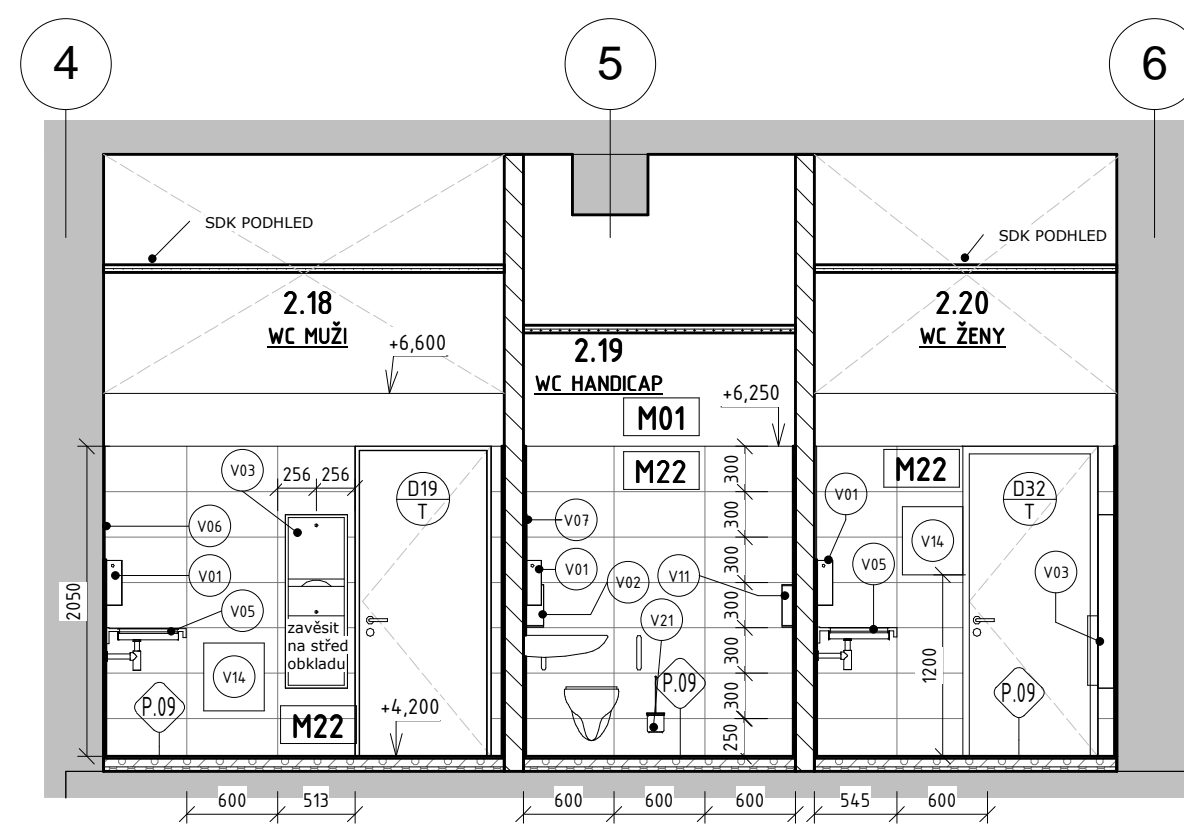 4
5
6
SDK PODHLED
SDK PODHLED
2.18
WC MUŽI
+6,600
2.19
WC HANDICAP
+6,250
2.20
WC ŽENY
M01
M22
M22
V03
256
256
D19
T
V06
V01
V05
2050
zavěsit
na střed
obkladu
V14
P.09
M22
+4,200
V07
V01
V02
V11
V21
P.09
300
300
300
300
300
300
250
V01
V05
V14
D32
T
V03
1200
P.09
600
513
600
600
600
545
600